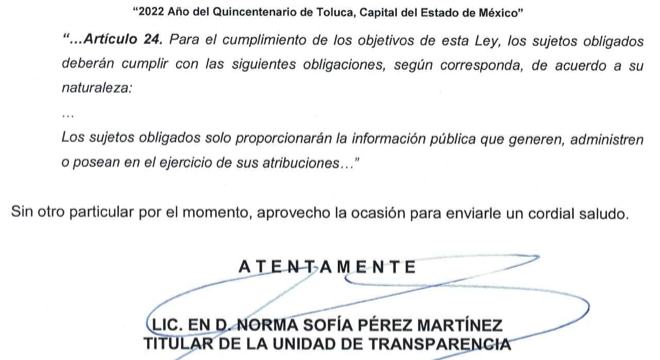 “2022 Año del Quincentenario de Toluca, Capital del Estado de México”
“...Artículo 24. Para el cumplimiento de los objetivos de esta Ley, los sujetos obligados
deberán cumplir con las siguientes obligaciones, según corresponda, de acuerdo a su
naturaleza:
...
Los sujetos obligados solo proporcionarán la información pública que generen, administren
o posean en el ejercicio de sus atribuciones...”
Sin otro particular por el momento, aprovecho la ocasión para enviarle un cordial saludo.
A T E N T A M E N T E
LIC. EN D. NORMA SOFÍA PÉREZ MARTÍNEZ
TITULAR DE LA UNIDAD DE TRANSPARENCIA